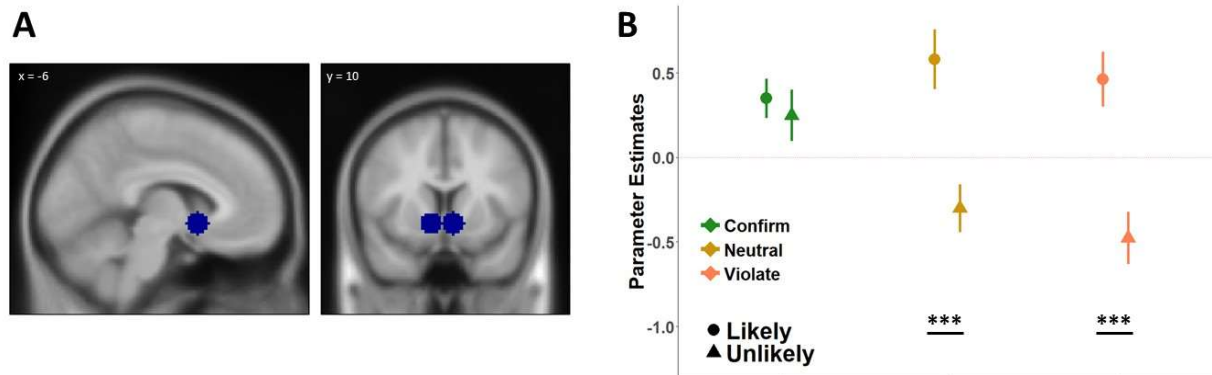 A
x = -6
y = 10
B
Parameter Estimates
0.5
0.0
-0.5
-1.0
Confirm
Neutral
Violate
Likely
Unlikely
***
***